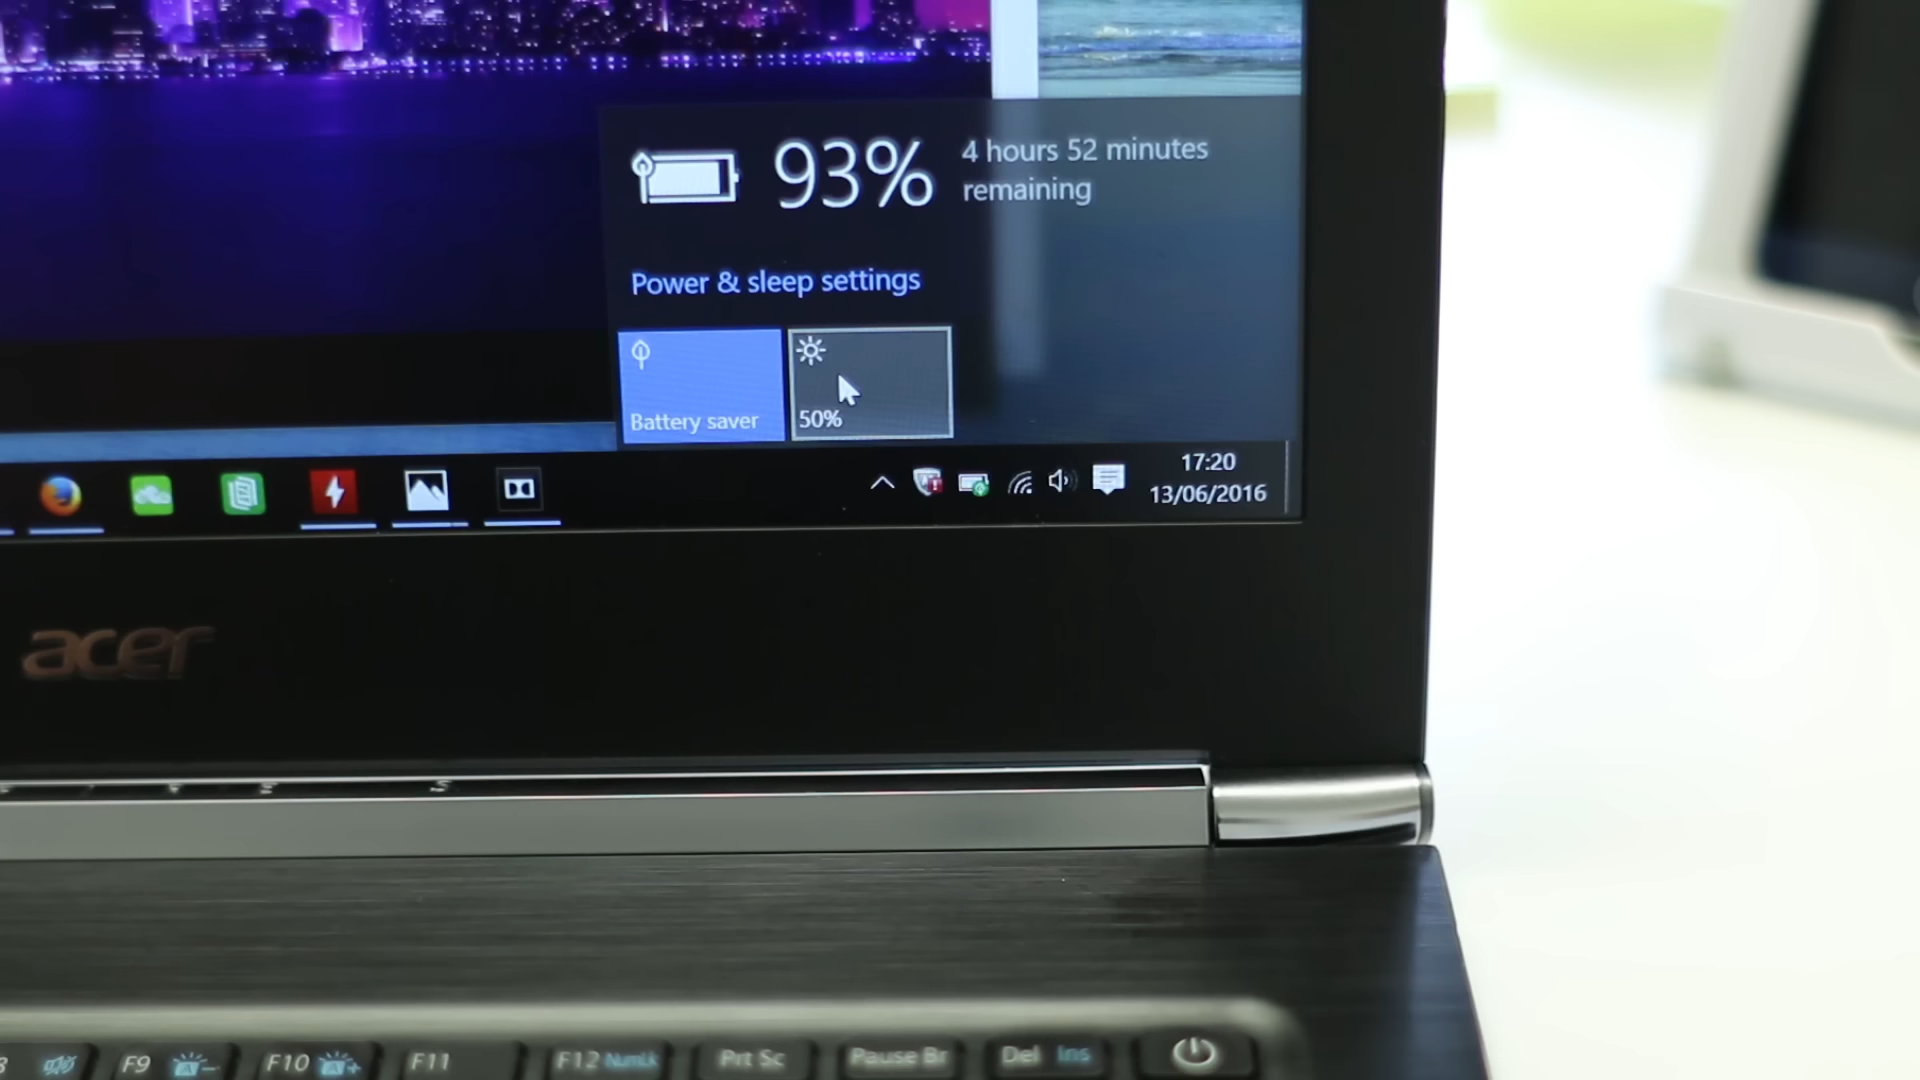 93%
4 hours 52 minutes
remaining
Power & sleep settings
Battery saver
50%
17:20
13/06/2016
acer
F9
F10
F11
F12 NumLk
Prt Sc
Pause Br
Del Ins